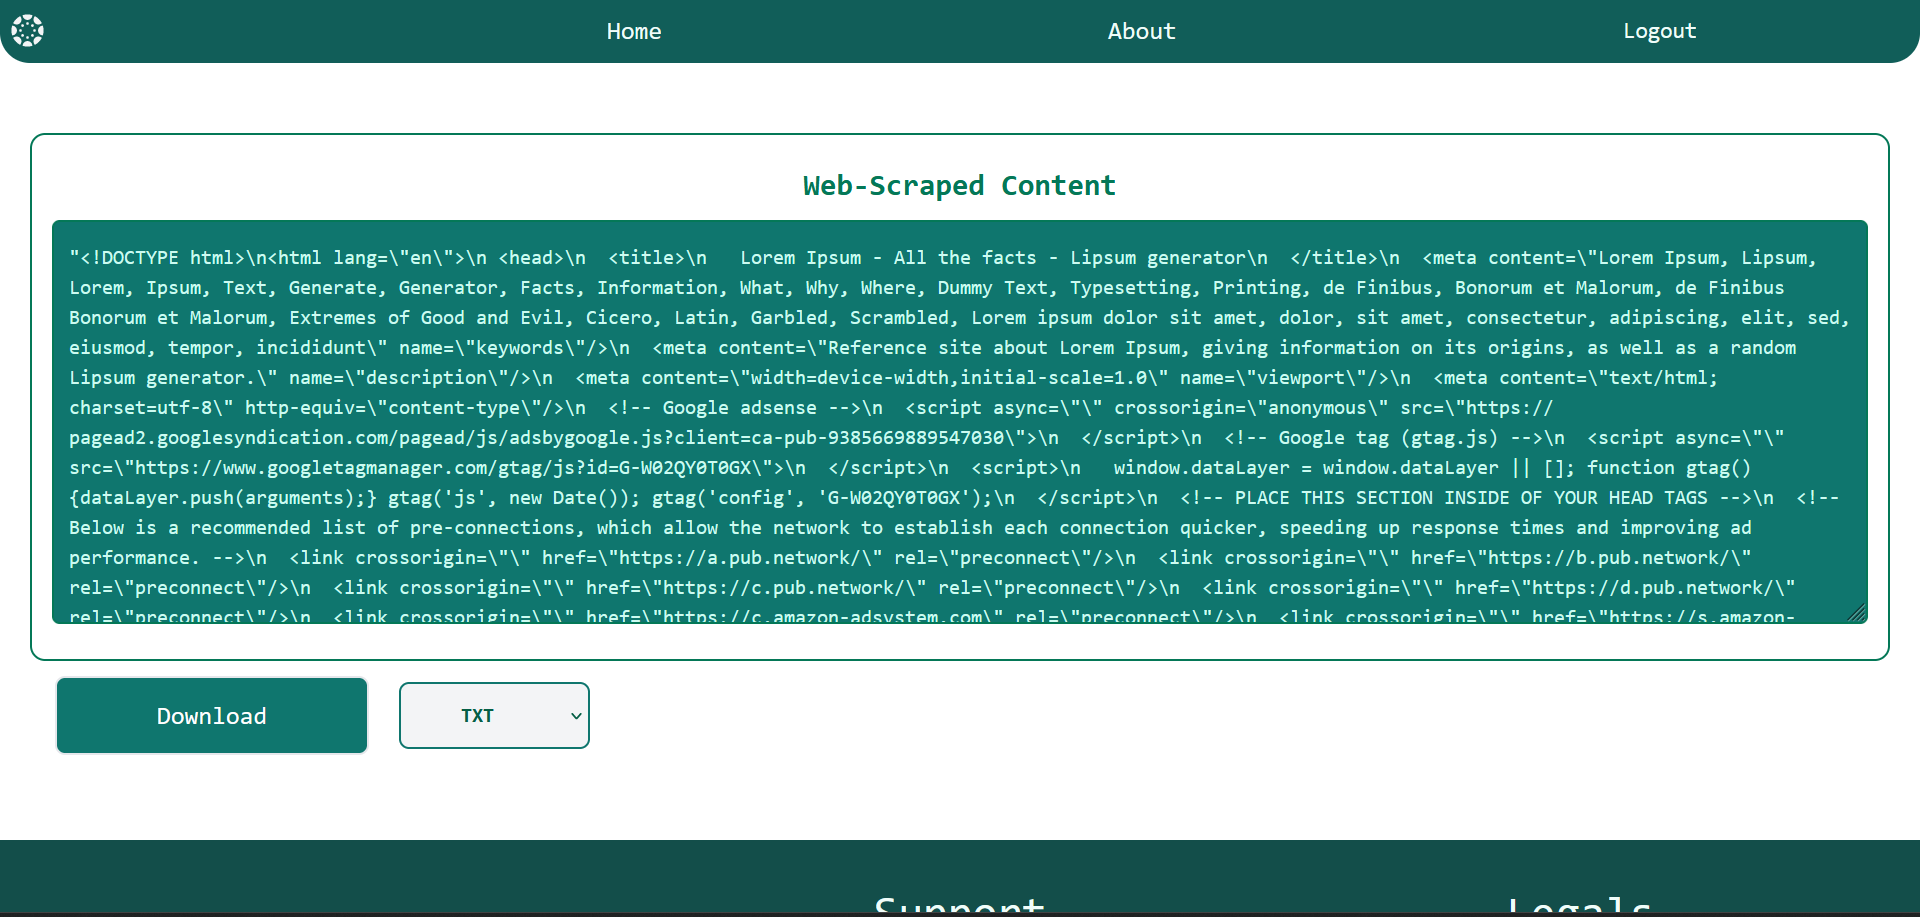 Home About Logout
Web-Scraped Content
"<!DOCTYPE html>\n<html lang=\"en\">\n <head>\n  <title>\n   Lorem Ipsum - All the facts - Lipsum generator\n  </title>\n  <meta content=\"Lorem Ipsum, Lipsum,
Lorem, Ipsum, Text, Generate, Generator, Facts, Information, What, Why, Where, Dummy Text, Typesetting, Printing, de Finibus, Bonorum et Malorum, de Finibus
Bonorum et Malorum, Extremes of Good and Evil, Cicero, Latin, Garbled, Scrambled, Lorem ipsum dolor sit amet, dolor, sit amet, consectetur, adipiscing, elit, sed,
eiusmod, tempor, incididunt\" name=\"keywords\"/>\n  <meta content=\"Reference site about Lorem Ipsum, giving information on its origins, as well as a random
Lipsum generator.\" name=\"description\"/>\n  <meta content=\"width=device-width,initial-scale=1.0\" name=\"viewport\"/>\n  <meta content=\"text/html;
charset=utf-8\" http-equiv=\"content-type\"/>\n  <!-- Google adsense -->\n  <script async=\"\" crossorigin=\"anonymous\" src=\"https://
pagead2.googlesyndication.com/pagead/js/adsbygoogle.js?client=ca-pub-9385669889547030\">\n  </script>\n  <!-- Google tag (gtag.js) -->\n  <script async=\"\"
src=\"https://www.googletagmanager.com/gtag/js?id=G-W02QY0T0GX\">\n  </script>\n  <script>\n   window.dataLayer = window.dataLayer || []; function gtag()
{dataLayer.push(arguments);} gtag('js', new Date()); gtag('config', 'G-W02QY0T0GX');\n  </script>\n  <!-- PLACE THIS SECTION INSIDE OF YOUR HEAD TAGS -->\n  <!--
Below is a recommended list of pre-connections, which allow the network to establish each connection quicker, speeding up response times and improving ad
performance. -->\n  <link crossorigin=\"\" href=\"https://a.pub.network/\" rel=\"preconnect\"/>\n  <link crossorigin=\"\" href=\"https://b.pub.network/\"
rel=\"preconnect\"/>\n  <link crossorigin=\"\" href=\"https://c.pub.network/\" rel=\"preconnect\"/>\n  <link crossorigin=\"\" href=\"https://d.pub.network/\"
rel=\"preconnect\"/>\n  <link crossorigin=\"\" href=\"https://c.amazon-adsystem.com\" rel=\"preconnect\"/>\n  <link crossorigin=\"\" href=\"https://s.amazon-
Download TXT
Support Legals